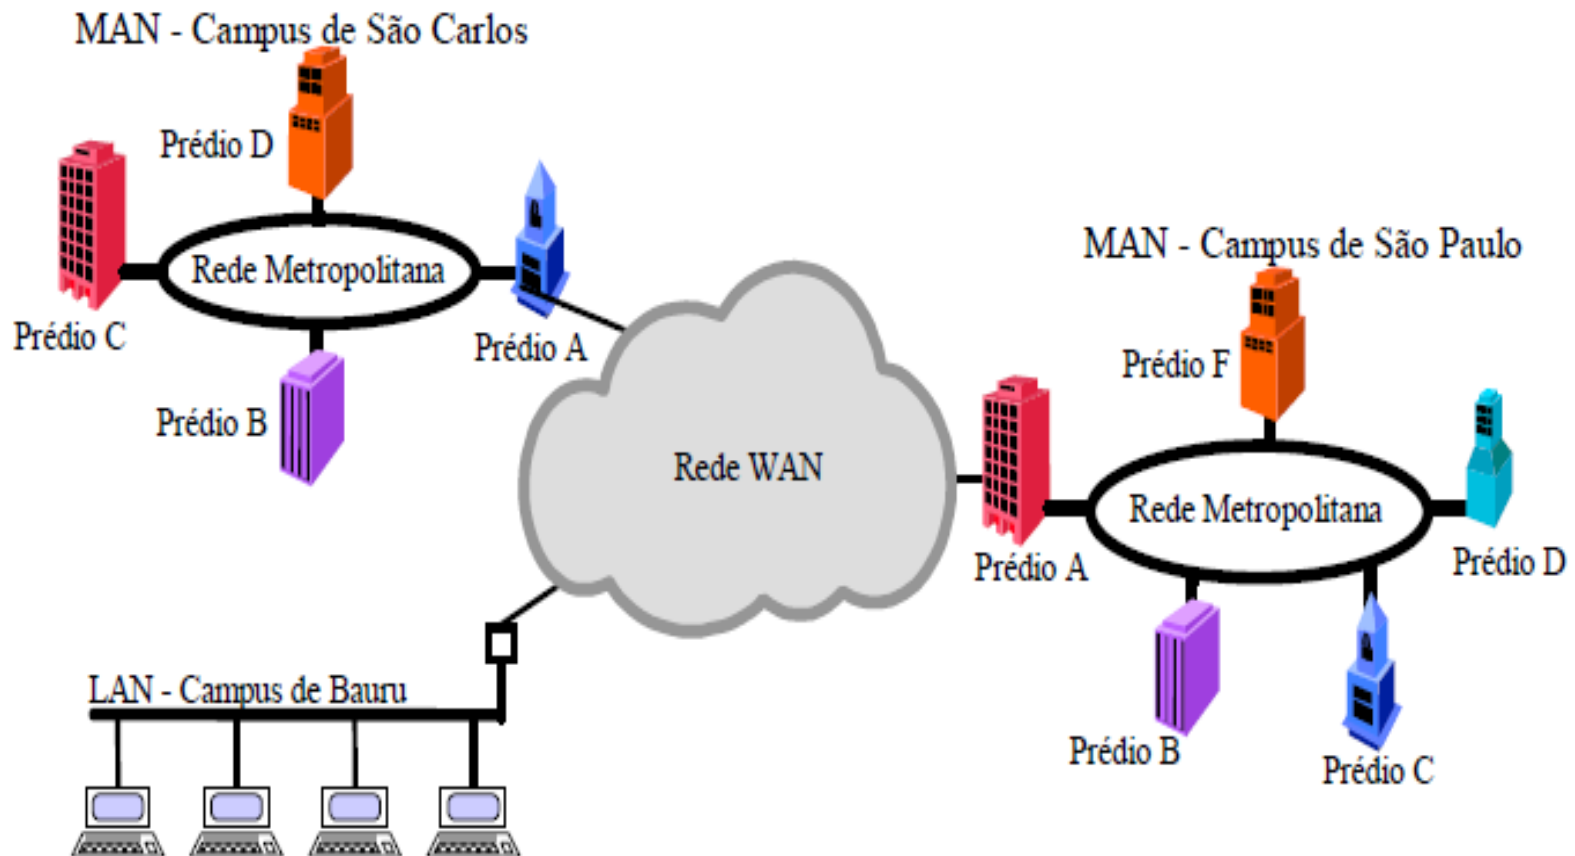 MAN - Campus de São Carlos
Prédio D
Rede Metropolitana
Prédio C
Prédio A
Prédio B
MAN - Campus de São Paulo
Prédio F
Rede WAN
Rede Metropolitana
Prédio A
Prédio D
Prédio B
Prédio C
LAN - Campus de Bauru